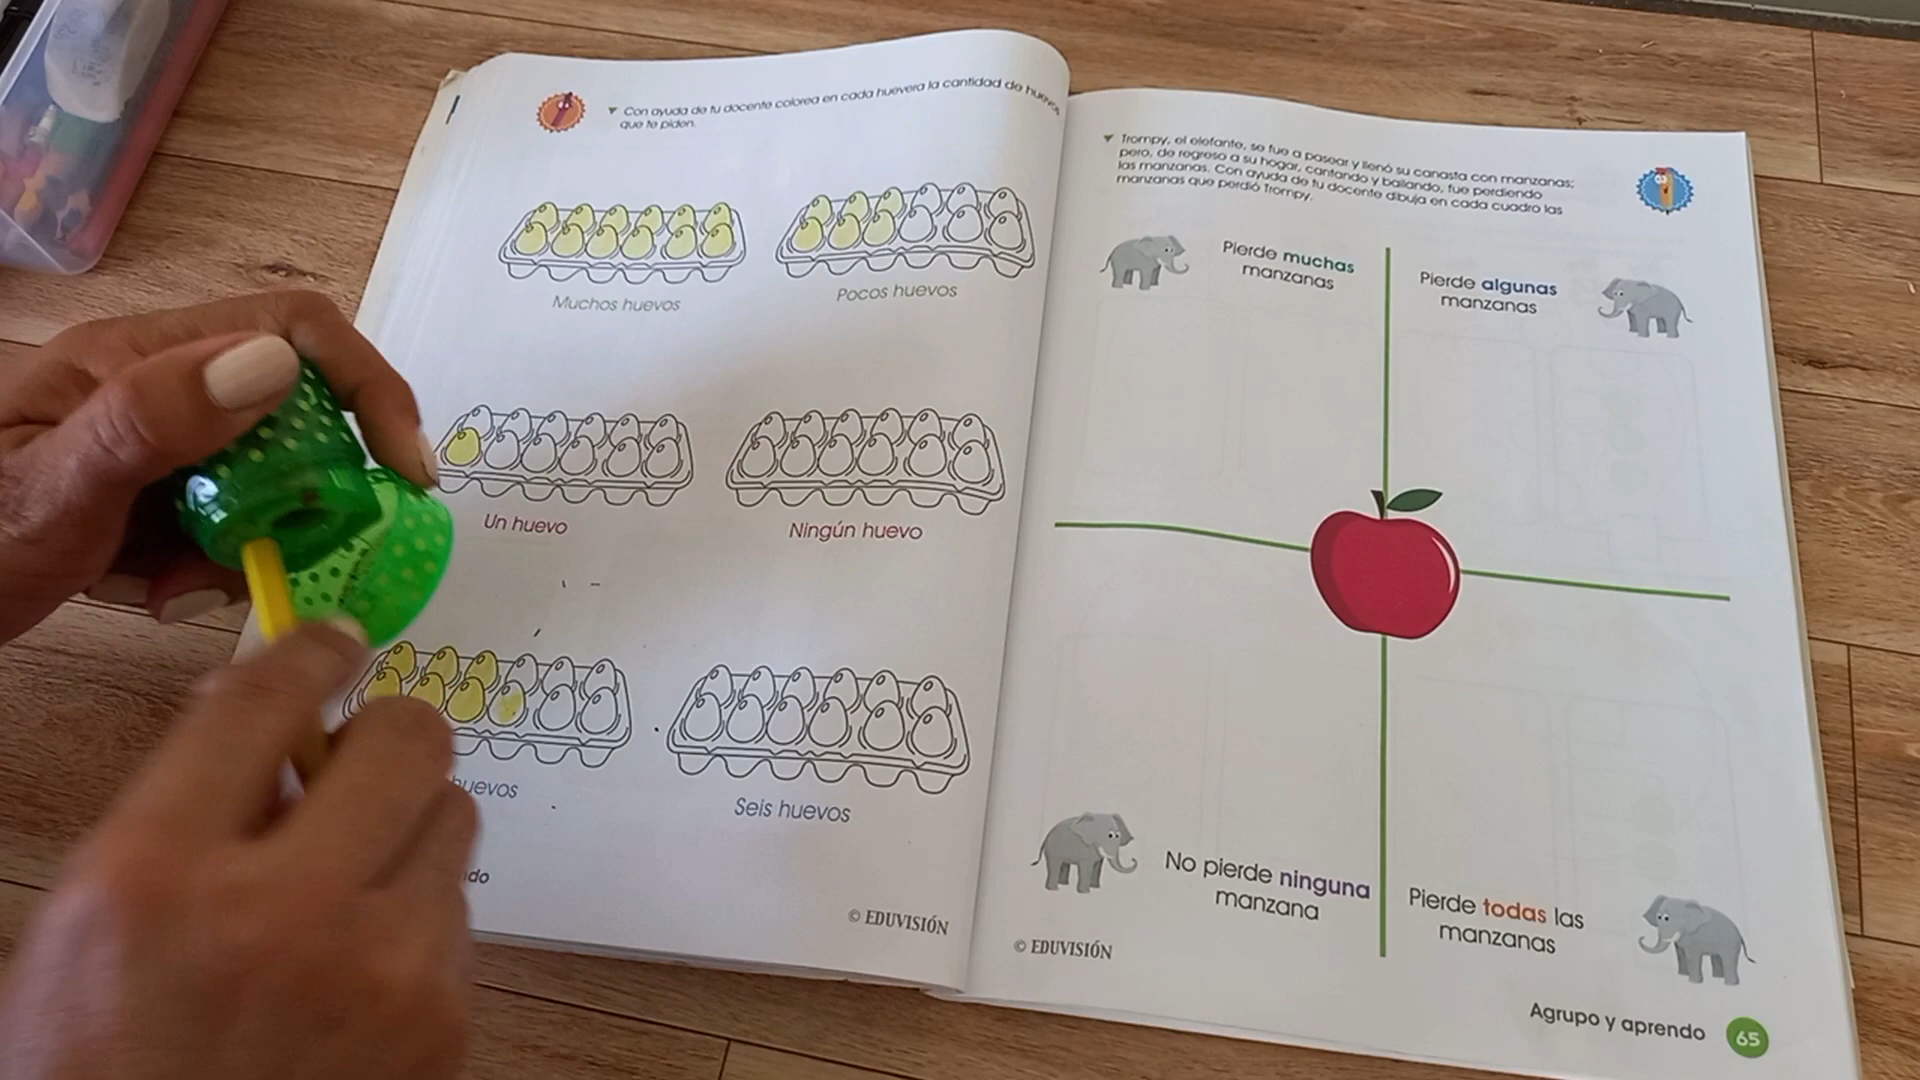 Con ayuda de tu docente colorea en cada huevera la cantidad de huevos
que te piden.
Muchos huevos
Pocos huevos
Un huevo
Ningún huevo
huevos
Seis huevos
© EDUVISIÓN
Trompy, el elefante, se fue a pasear y llenó su canasta con manzanas;
pero, de regreso a su hogar, cantando y bailando, fue perdiendo
las manzanas. Con ayuda de tu docente dibuja en cada cuadro las
manzanas que perdió Trompy.
Pierde muchas
manzanas
Pierde algunas
manzanas
No pierde ninguna
manzana
Pierde todas las
manzanas
© EDUVISIÓN
Agrupo y aprendo 65